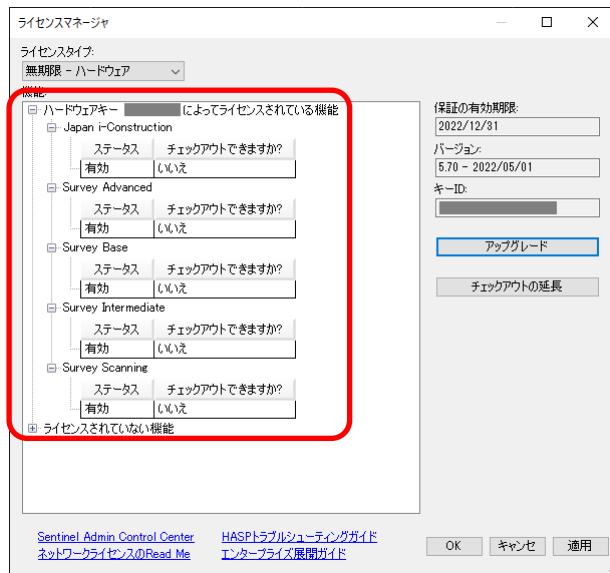 ライセンスマネージャ
ライセンスタイプ:
無期限 - ハードウェア
機能:
ハードウェアキー によってライセンスされている機能
Japan i-Construction
ステータス チェックアウトできますか?
有効 いいえ
Survey Advanced
ステータス チェックアウトできますか?
有効 いいえ
Survey Base
ステータス チェックアウトできますか?
有効 いいえ
Survey Intermediate
ステータス チェックアウトできますか?
有効 いいえ
Survey Scanning
ステータス チェックアウトできますか?
有効 いいえ
ライセンスされていない機能
保証の有効期限:
2022/12/31
バージョン:
5.70 - 2022/05/01
キーID:
アップグレード
チェックアウトの延長
Sentinel Admin Control Center HASPトラブルシューティングガイド
ネットワークライセンスのRead Me エンタープライズ展開ガイド
OK キャンセ 適用